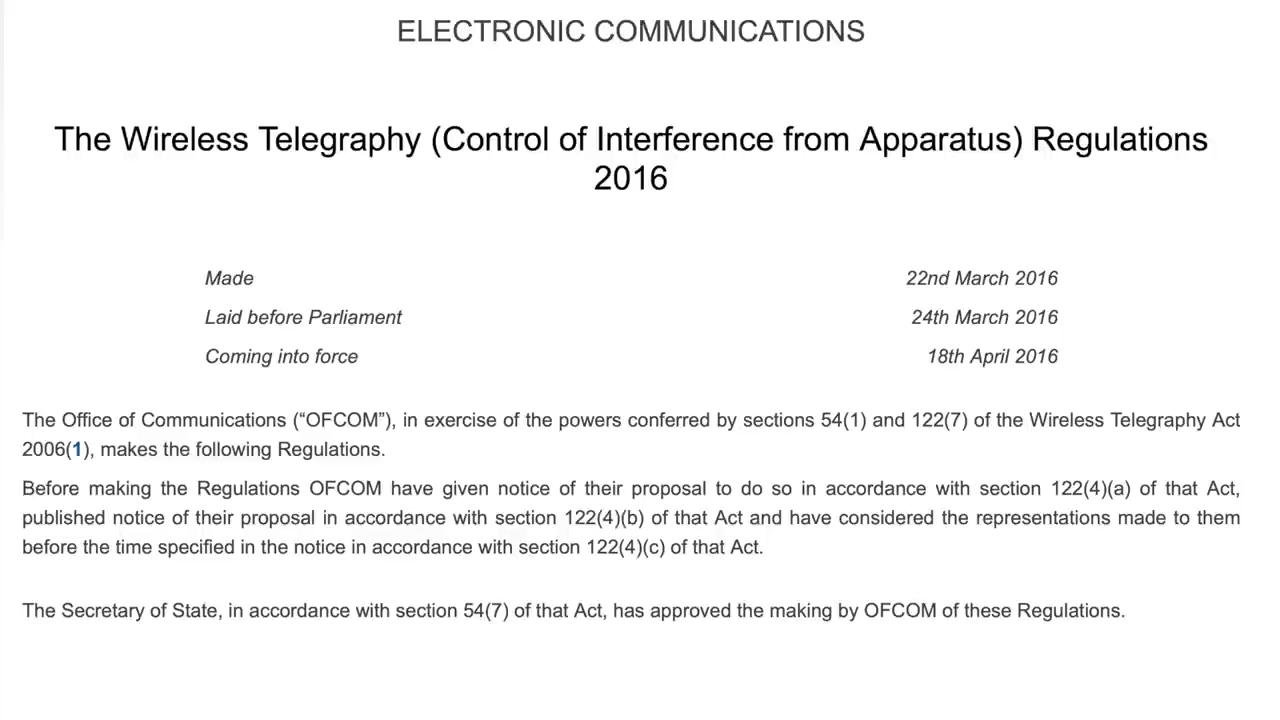 ELECTRONIC COMMUNICATIONS
The Wireless Telegraphy (Control of Interference from Apparatus) Regulations
2016
Made 22nd March 2016
Laid before Parliament 24th March 2016
Coming into force 18th April 2016
The Office of Communications (“OFCOM”), in exercise of the powers conferred by sections 54(1) and 122(7) of the Wireless Telegraphy Act
2006(1), makes the following Regulations.
Before making the Regulations OFCOM have given notice of their proposal to do so in accordance with section 122(4)(a) of that Act,
published notice of their proposal in accordance with section 122(4)(b) of that Act and have considered the representations made to them
before the time specified in the notice in accordance with section 122(4)(c) of that Act.
The Secretary of State, in accordance with section 54(7) of that Act, has approved the making by OFCOM of these Regulations.